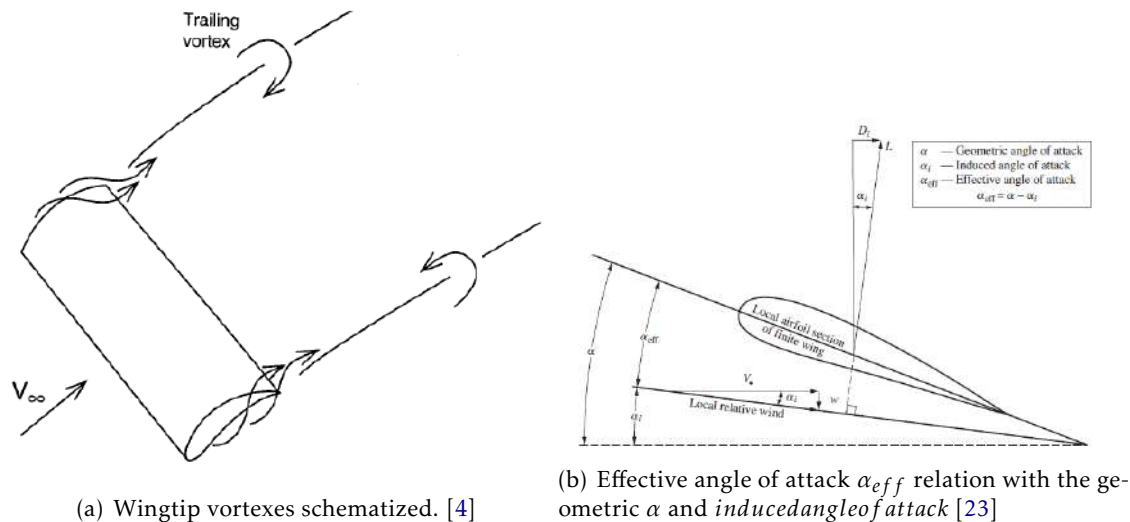 Trailing
vortex
V∞
(a) Wingtip vortexes schematized. [4]
D_i
L
α — Geometric angle of attack
α_i — Induced angle of attack
α_eff — Effective angle of attack
α_eff = α − α_i
α_i
Local airfoil section
of finite wing
α
α_eff
V∞
α_i
w
Local relative wind
α_i
(b) Effective angle of attack α_eff relation with the ge-
ometric α and inducedangleofattack [23]